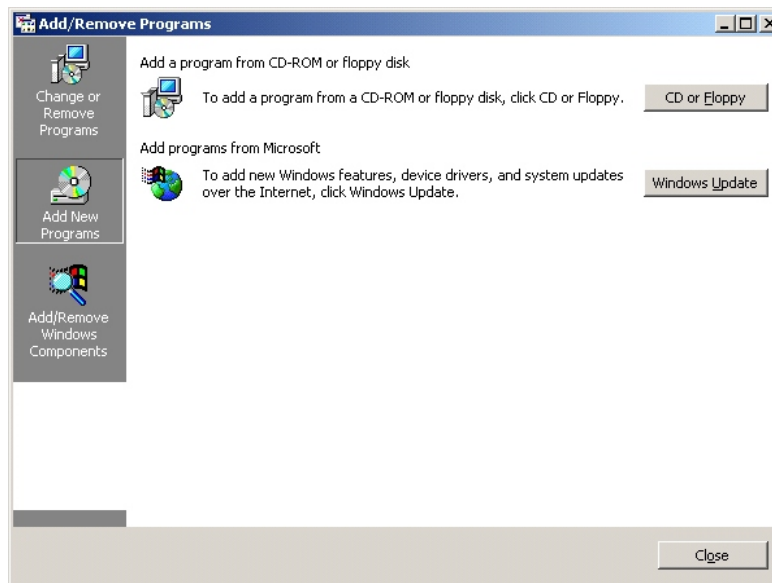 Add/Remove Programs
Change or
Remove
Programs
Add New
Programs
Add/Remove
Windows
Components
Add a program from CD-ROM or floppy disk
To add a program from a CD-ROM or floppy disk, click CD or Floppy.
CD or Floppy
Add programs from Microsoft
To add new Windows features, device drivers, and system updates
over the Internet, click Windows Update.
Windows Update
Close